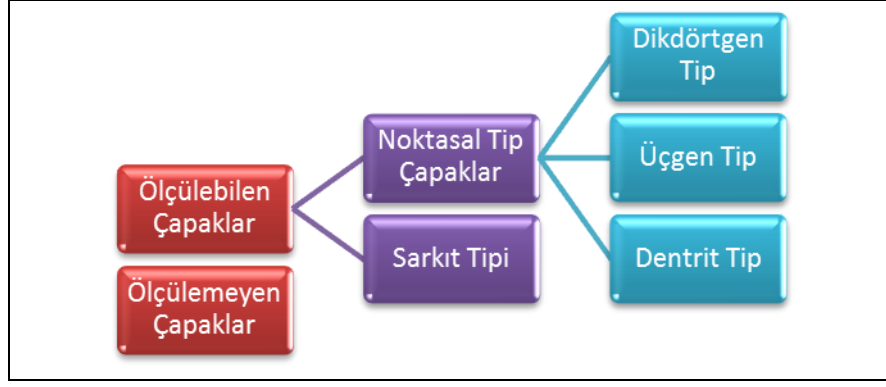 Ölçülebilen
Çapaklar
Ölçülemeyen
Çapaklar
Noktasal Tip
Çapaklar
Sarkıt Tipi
Dikdörtgen
Tip
Üçgen Tip
Dentrit Tip